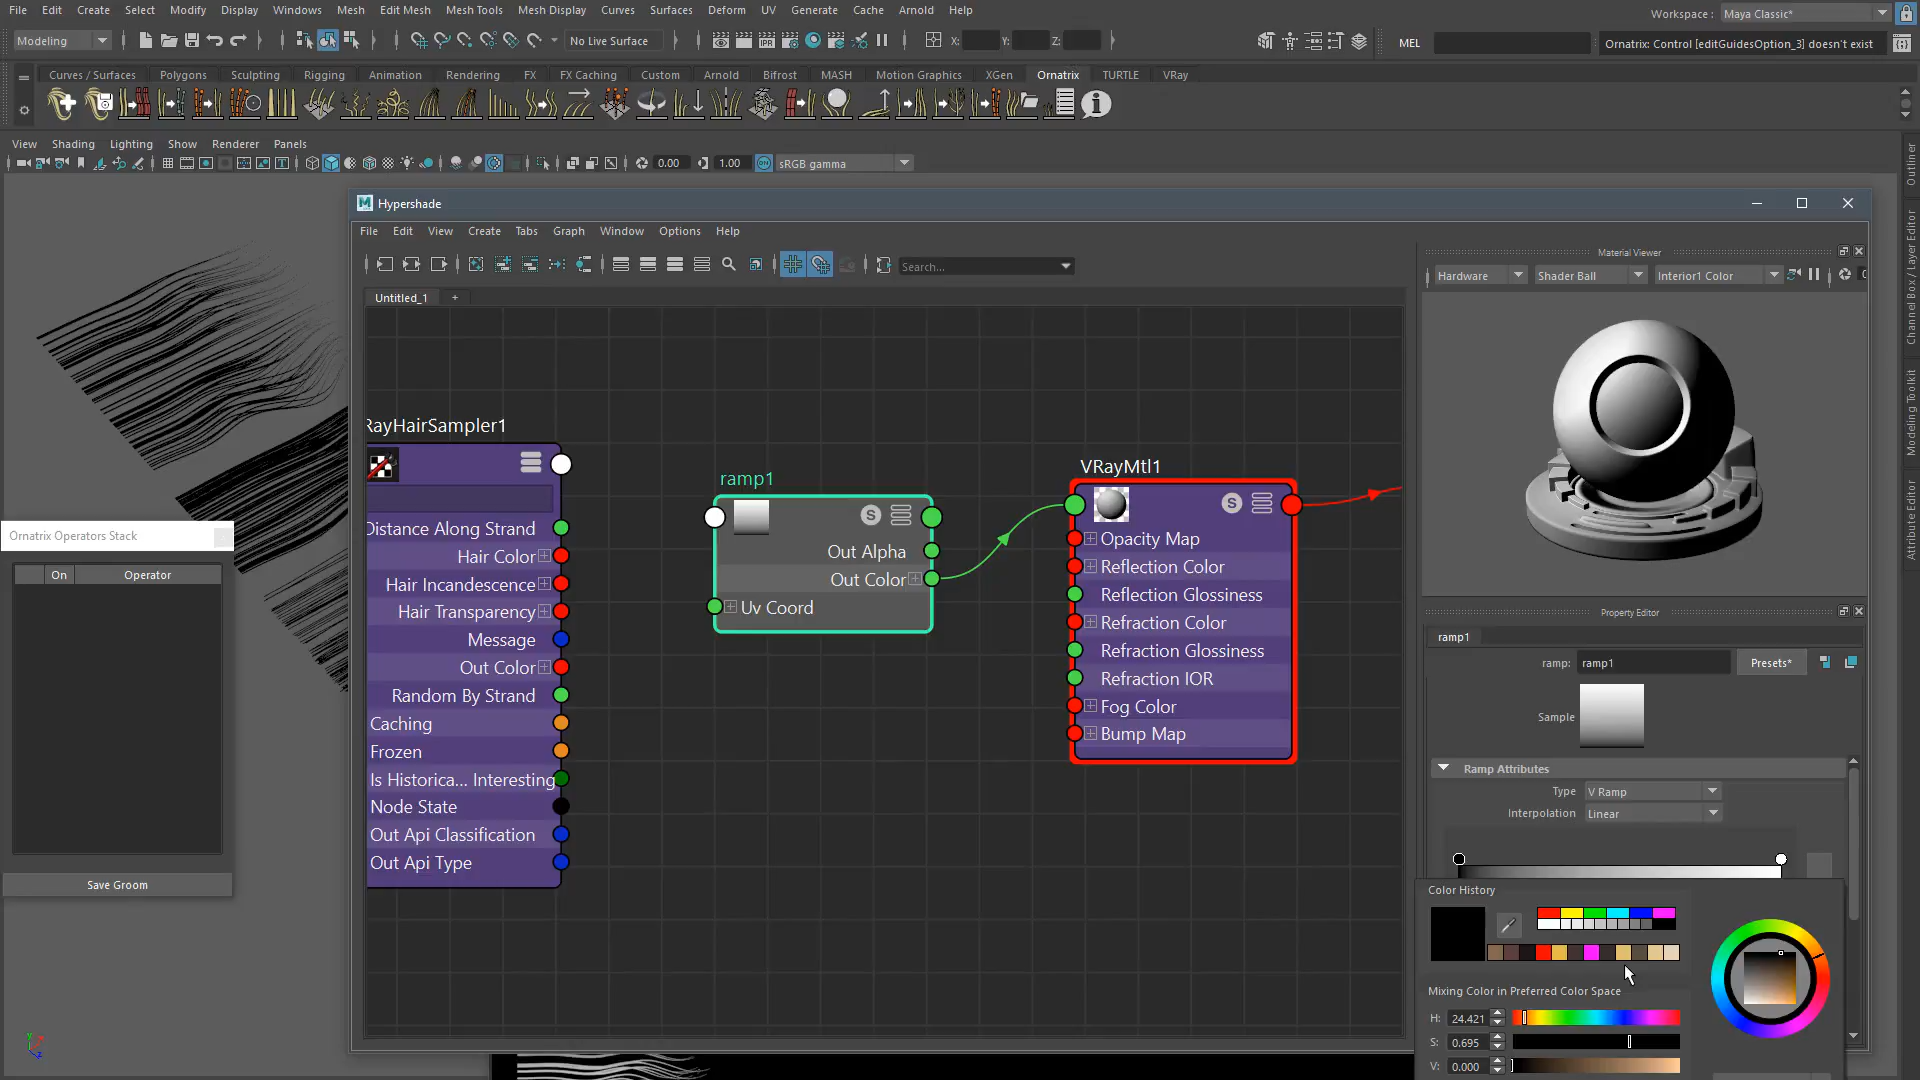 File Edit Create Select Modify Display Windows Mesh Edit Mesh Mesh Tools Mesh Display Curves Surfaces Deform UV Generate Cache Arnold Help
Workspace : Maya Classic*
Modeling
No Live Surface
X:
Y:
Z:
MEL
Ornatrix: Control [editGuidesOption_3] doesn't exist
Curves / Surfaces Polygons Sculpting Rigging Animation Rendering FX FX Caching Custom Arnold Bifrost MASH Motion Graphics XGen Ornatrix TURTLE VRay
View Shading Lighting Show Renderer Panels
0.00
1.00
sRGB gamma
Hypershade
File Edit View Create Tabs Graph Window Options Help
Search...
Untitled_1 +
Material Viewer
Hardware
Shader Ball
Interior1 Color
RayHairSampler1
Distance Along Strand
Hair Color
Hair Incandescence
Hair Transparency
Message
Out Color
Random By Strand
Caching
Frozen
Is Historica... Interesting
Node State
Out Api Classification
Out Api Type
ramp1
S
Out Alpha
Out Color
Uv Coord
VRayMtl1
S
Opacity Map
Reflection Color
Reflection Glossiness
Refraction Color
Refraction Glossiness
Refraction IOR
Fog Color
Bump Map
Ornatrix Operators Stack
On Operator
Save Groom
Property Editor
ramp1
ramp: ramp1
Presets*
Sample
Ramp Attributes
Type V Ramp
Interpolation Linear
Color History
Mixing Color in Preferred Color Space
H: 24.421
S: 0.695
V: 0.000
Outliner
Channel Box / Layer Editor
Modeling Toolkit
Attribute Editor